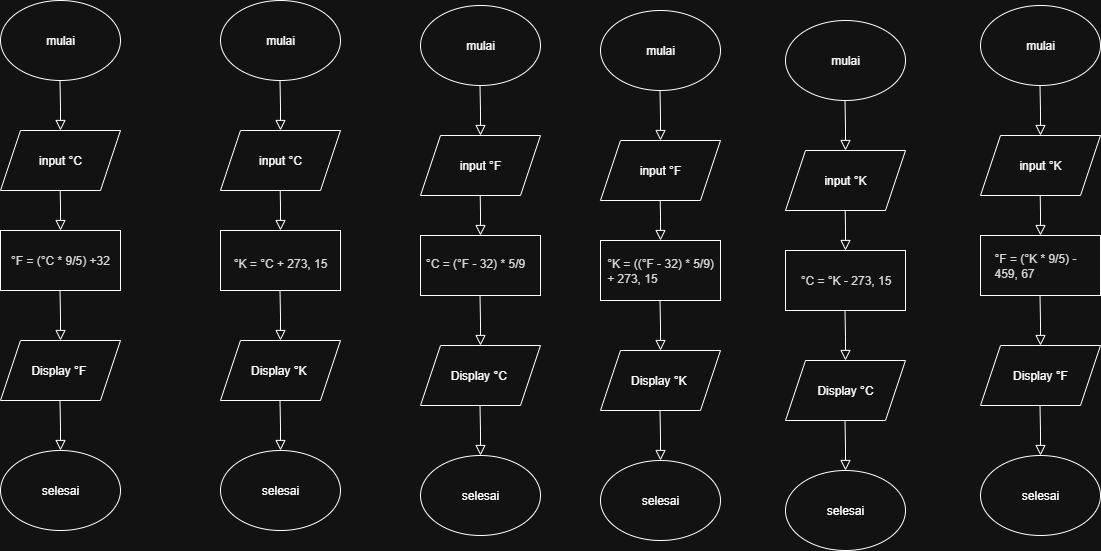 mulai
input °C
°F = (°C * 9/5) +32
Display °F
selesai
mulai
input °C
°K = °C + 273, 15
Display °K
selesai
mulai
input °F
°C = (°F - 32) * 5/9
Display °C
selesai
mulai
input °F
°K = ((°F - 32) * 5/9)
+ 273, 15
Display °K
selesai
mulai
input °K
°C = °K - 273, 15
Display °C
selesai
mulai
input °K
°F = (°K * 9/5) -
459, 67
Display °F
selesai